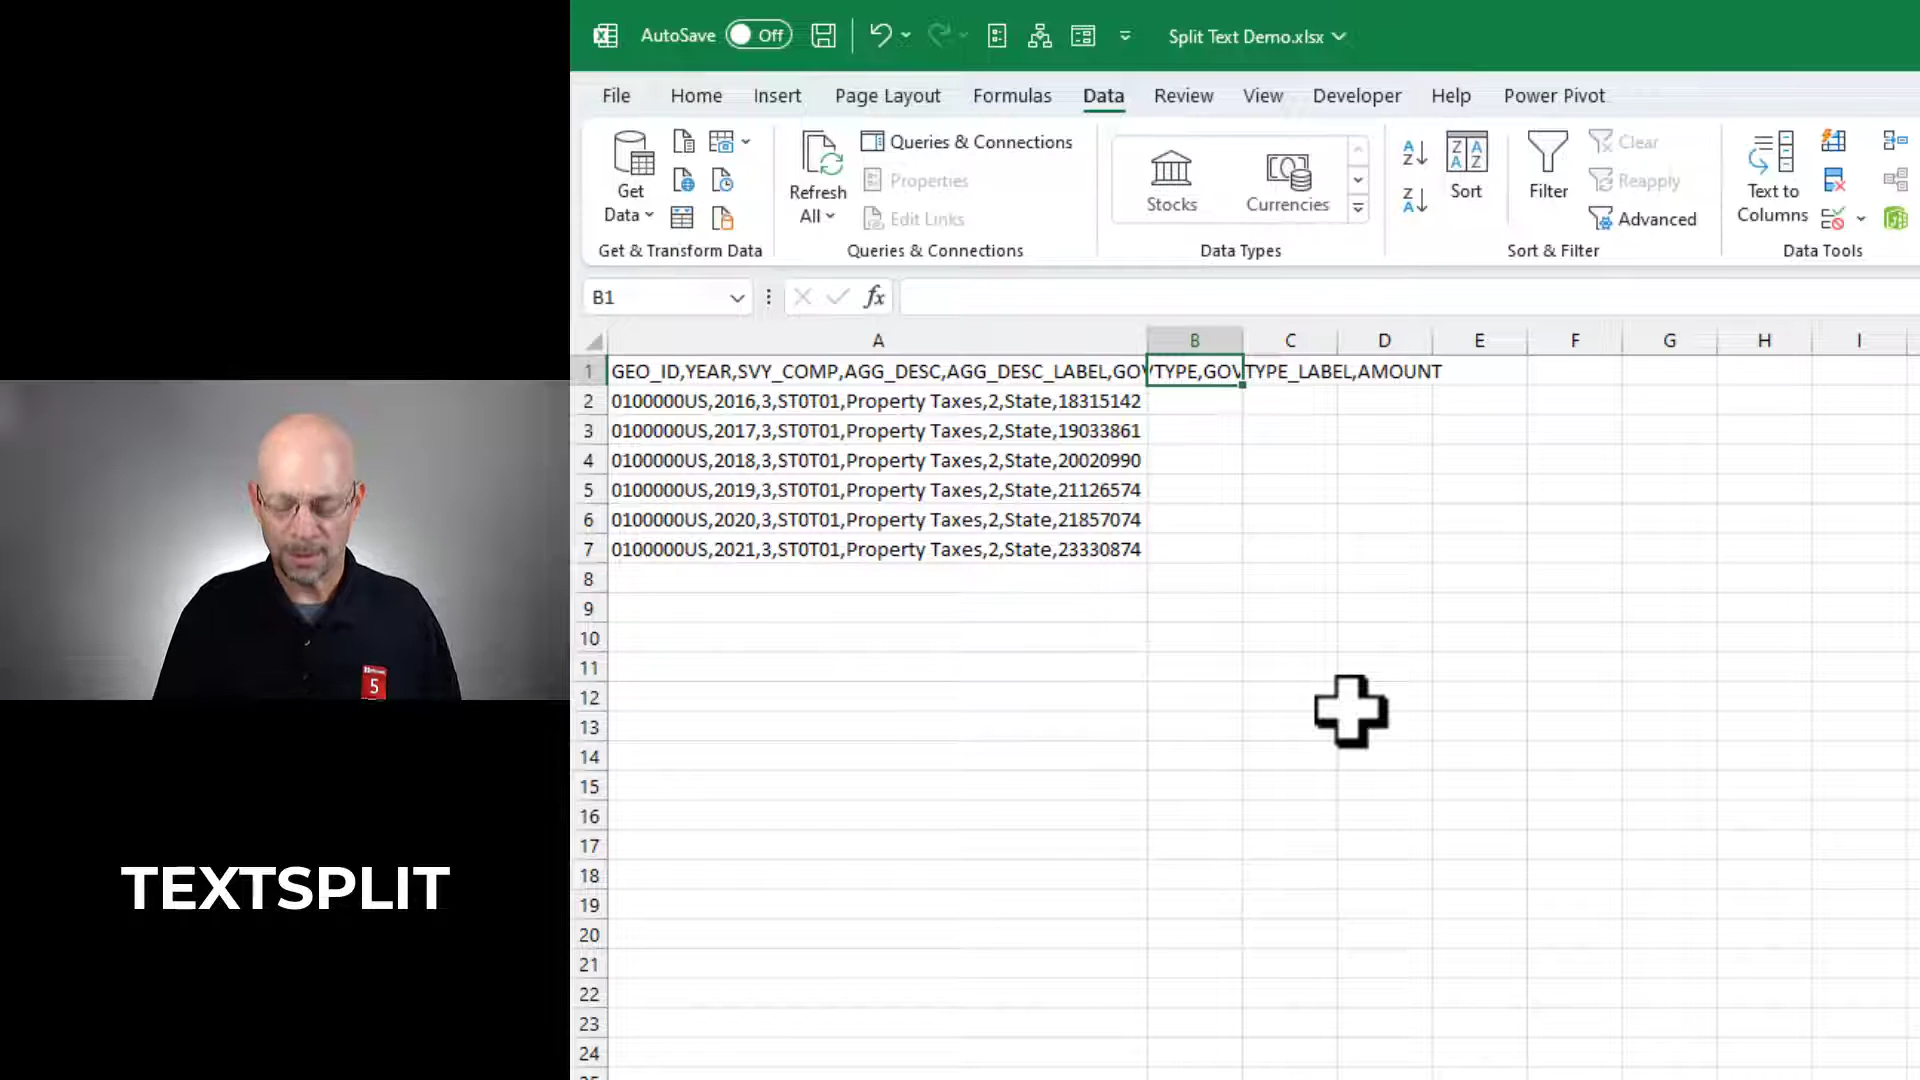 AutoSave Off Split Text Demo.xlsx
File Home Insert Page Layout Formulas Data Review View Developer Help Power Pivot
Get Data
Get & Transform Data
Refresh All
Queries & Connections
Properties
Edit Links
Queries & Connections
Stocks
Currencies
Data Types
Sort
Filter
Clear
Reapply
Advanced
Sort & Filter
Text to Columns
Data Tools
B1
fx
A B C D E F G H I
1 GEO_ID,YEAR,SVY_COMP,AGG_DESC,AGG_DESC_LABEL,GOVTYPE,GOVTYPE_LABEL,AMOUNT
2 0100000US,2016,3,ST0T01,Property Taxes,2,State,18315142
3 0100000US,2017,3,ST0T01,Property Taxes,2,State,19033861
4 0100000US,2018,3,ST0T01,Property Taxes,2,State,20020990
5 0100000US,2019,3,ST0T01,Property Taxes,2,State,21126574
6 0100000US,2020,3,ST0T01,Property Taxes,2,State,21857074
7 0100000US,2021,3,ST0T01,Property Taxes,2,State,23330874
8
9
10
11
12
13
14
15
16
17
18
19
20
21
22
23
24
5
TEXTSPLIT